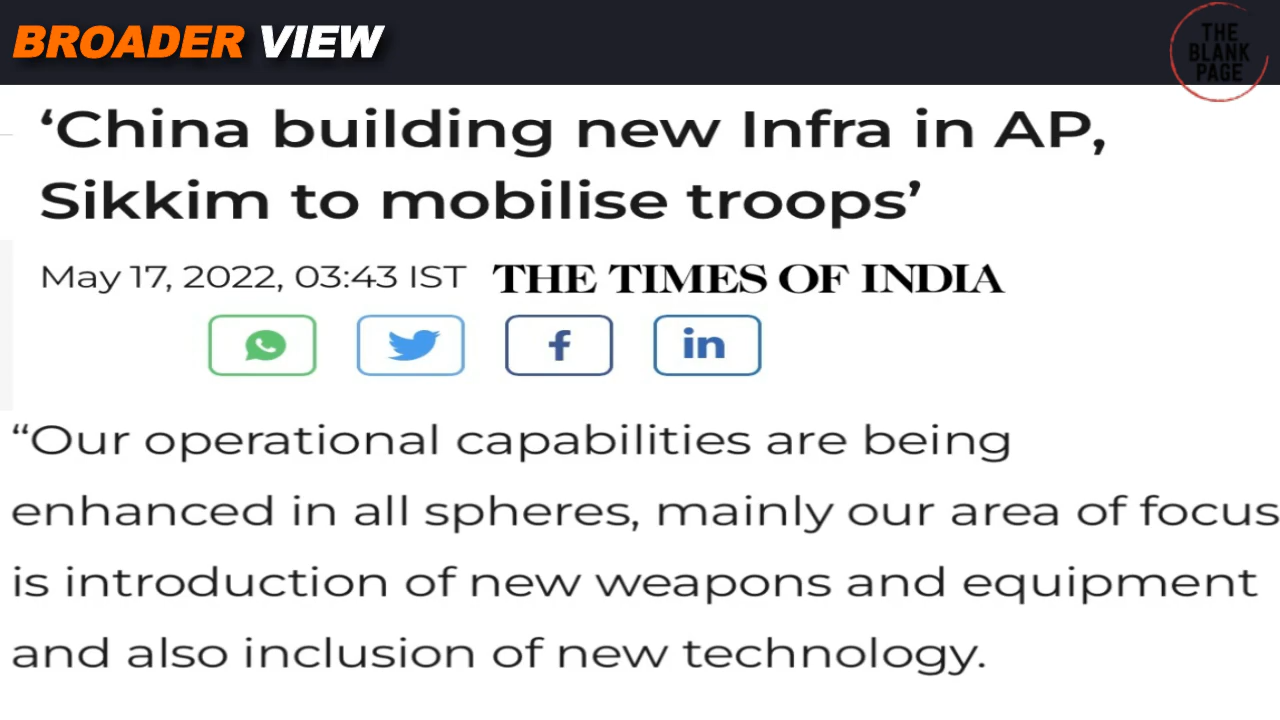 BROADER VIEW
THE
BLANK
PAGE
‘China building new Infra in AP,
Sikkim to mobilise troops’
May 17, 2022, 03:43 IST THE TIMES OF INDIA
f
in
“Our operational capabilities are being
enhanced in all spheres, mainly our area of focus
is introduction of new weapons and equipment
and also inclusion of new technology.